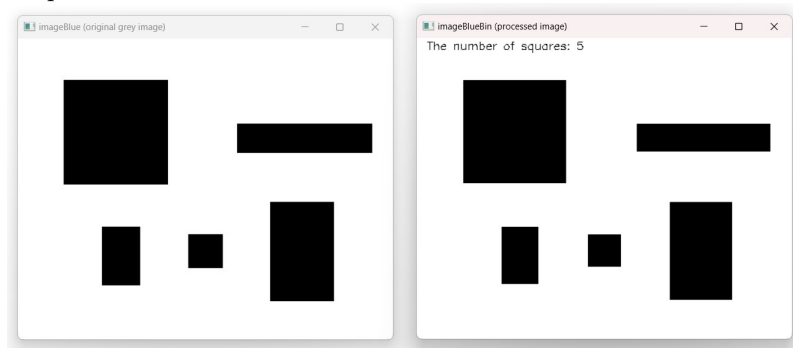 imageBlue (original grey image)
imageBlueBin (processed image)
The number of squares: 5